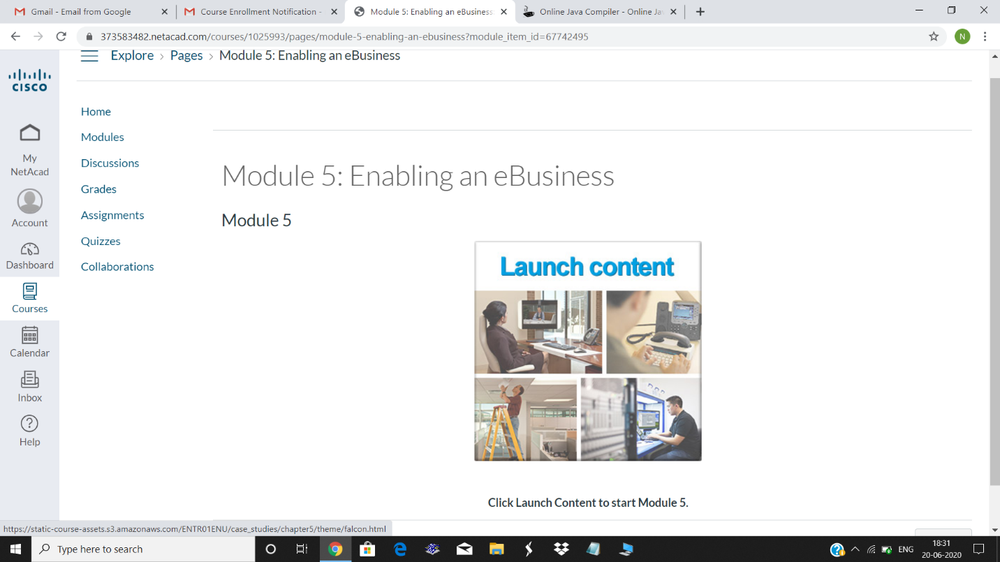 Gmail - Email from Google
Course Enrollment Notification -
Module 5: Enabling an eBusiness
Online Java Compiler - Online Ja
373583482.netacad.com/courses/1025993/pages/module-5-enabling-an-ebusiness?module_item_id=67742495
N
Explore > Pages > Module 5: Enabling an eBusiness
CISCO
My
NetAcad
Account
Dashboard
Courses
Calendar
Inbox
Help
Home
Modules
Discussions
Grades
Assignments
Quizzes
Collaborations
Module 5: Enabling an eBusiness
Module 5
Launch content
Click Launch Content to start Module 5.
https://static-course-assets.s3.amazonaws.com/ENTR01ENU/case_studies/chapter5/theme/falcon.html
Type here to search
ENG
18:31
20-06-2020